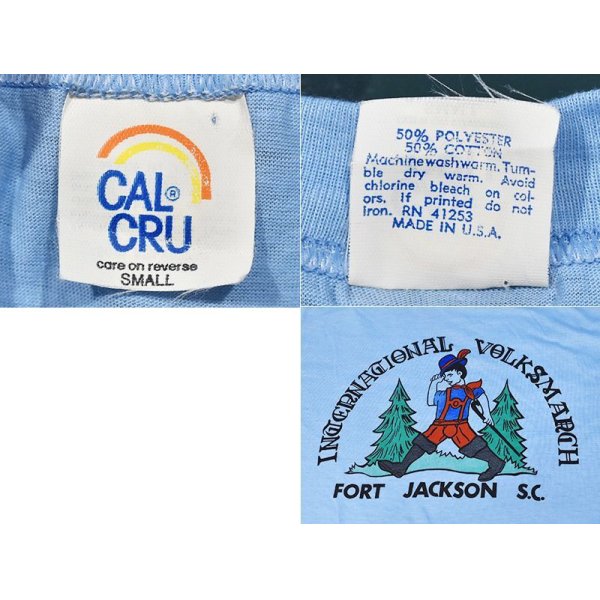 CAL®
CRU
care on reverse
SMALL
50% POLYESTER
50% COTTON
Machine wash warm. Tum-
ble dry warm. Avoid
chlorine bleach on col-
ors. If printed do not
iron. RN 41253
MADE IN U.S.A.
INTERNATIONAL VOLKSMARCH
FORT JACKSON S.C.